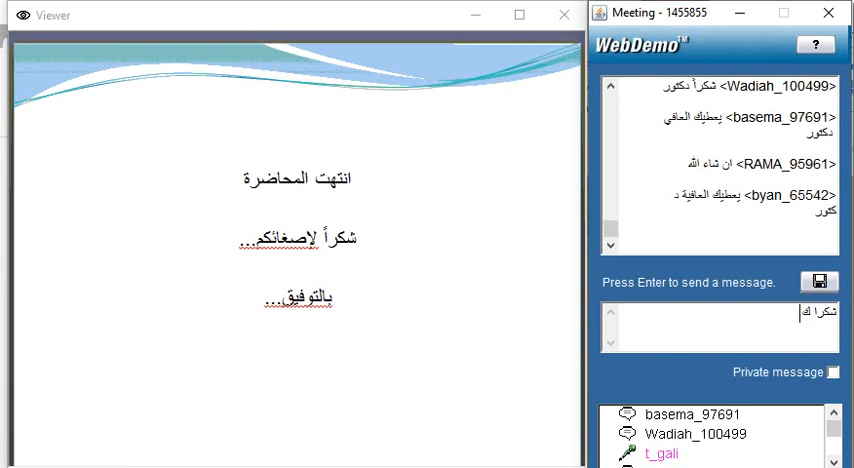 Viewer
انتهت المحاضرة
شكراً لإصغائكم...
بالتوفيق...
Meeting - 1455855
WebDemo™
?
<Wadiah_100499> شكراً دكتور
<basema_97691> يعطيك العافي
دكتور
<RAMA_95961> ان شاء الله
<byan_65542> يعطيك العافية د
كتور
Press Enter to send a message.
شكرا ك
Private message
basema_97691
Wadiah_100499
t_gali